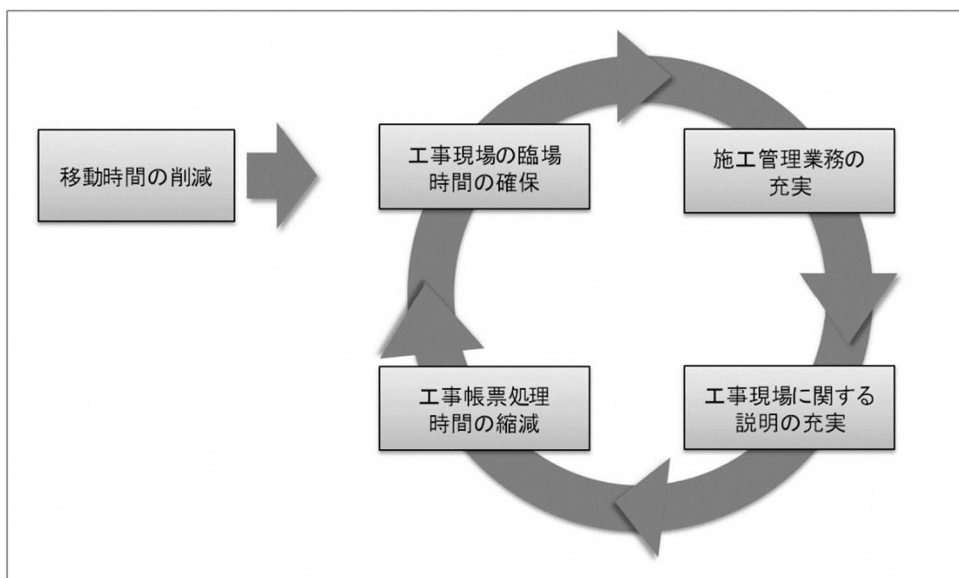 移動時間の削減
工事現場の臨場
時間の確保
施工管理業務の
充実
工事現場に関する
説明の充実
工事帳票処理
時間の縮減